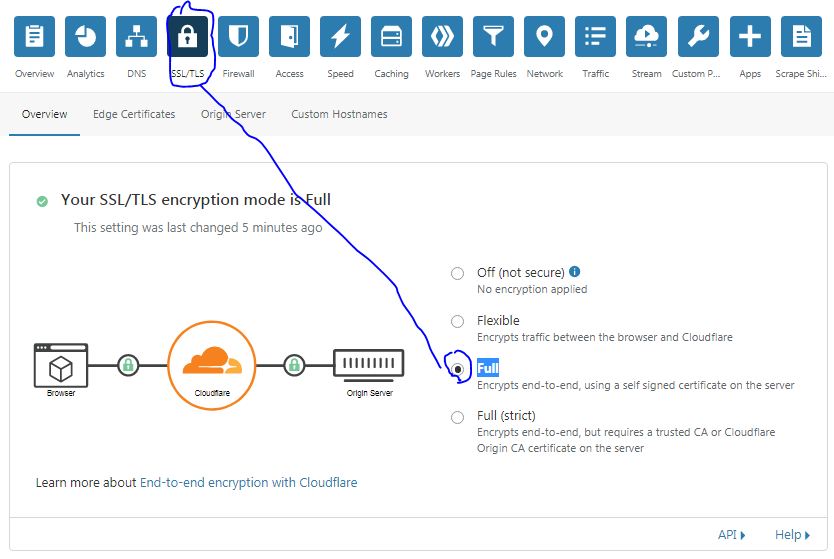 Overview Analytics DNS SSL/TLS Firewall Access Speed Caching Workers Page Rules Network Traffic Stream Custom P... Apps Scrape Shi...
Overview Edge Certificates Origin Server Custom Hostnames
Your SSL/TLS encryption mode is Full
This setting was last changed 5 minutes ago
Off (not secure)
No encryption applied
Flexible
Encrypts traffic between the browser and Cloudflare
Full
Encrypts end-to-end, using a self signed certificate on the server
Full (strict)
Encrypts end-to-end, but requires a trusted CA or Cloudflare
Origin CA certificate on the server
Browser Cloudflare Origin Server
Learn more about End-to-end encryption with Cloudflare
API Help